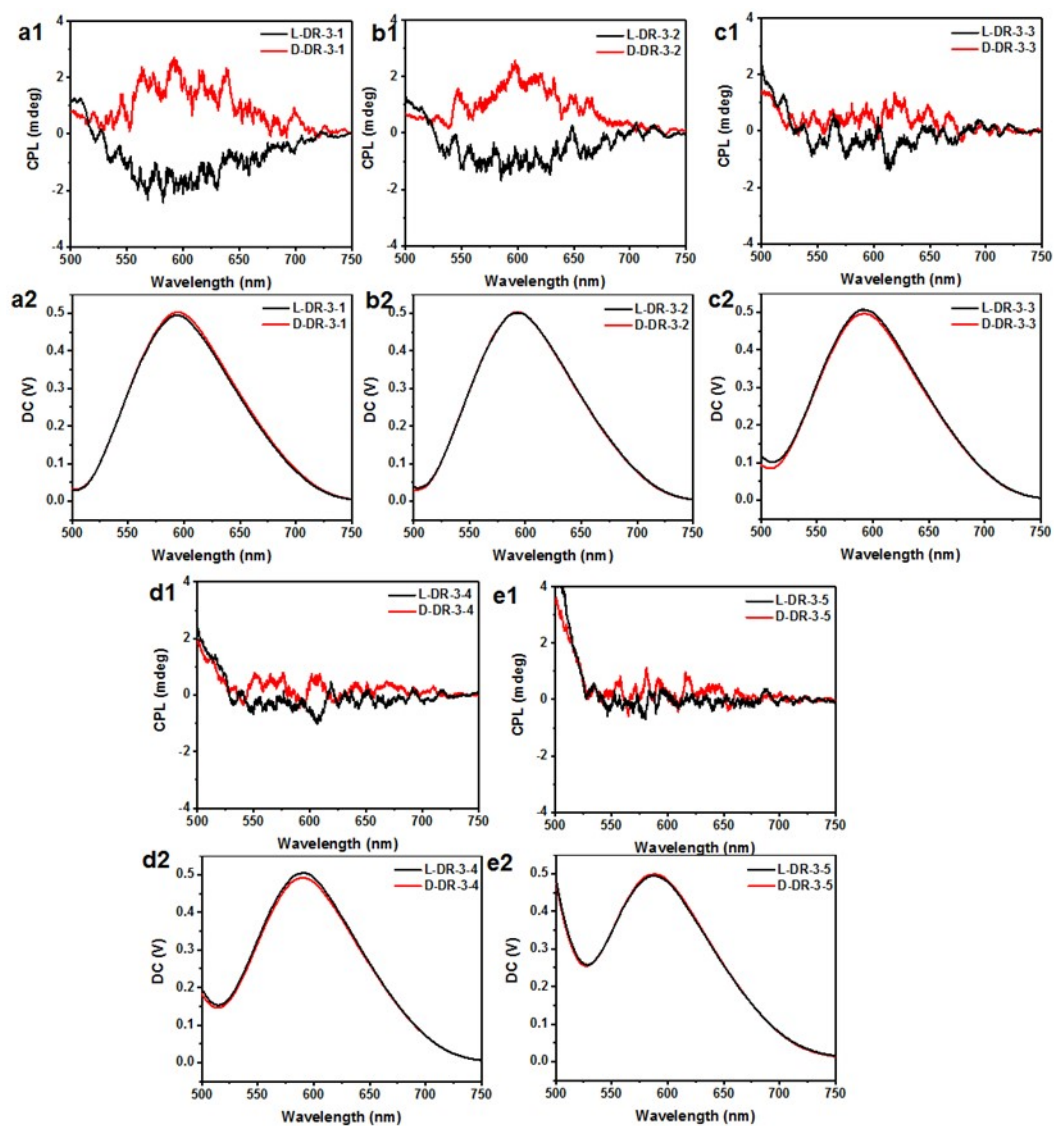 a1
L-DR-3-1
D-DR-3-1
CPL (mdeg)
4
2
0
-2
-4
500 550 600 650 700 750
Wavelength (nm)
b1
L-DR-3-2
D-DR-3-2
CPL (mdeg)
4
2
0
-2
-4
500 550 600 650 700 750
Wavelength (nm)
c1
L-DR-3-3
D-DR-3-3
CPL (mdeg)
4
2
0
-2
-4
500 550 600 650 700 750
Wavelength (nm)
a2
L-DR-3-1
D-DR-3-1
DC (V)
0.5
0.4
0.3
0.2
0.1
0.0
500 550 600 650 700 750
Wavelength (nm)
b2
L-DR-3-2
D-DR-3-2
DC (V)
0.5
0.4
0.3
0.2
0.1
0.0
500 550 600 650 700 750
Wavelength (nm)
c2
L-DR-3-3
D-DR-3-3
DC (V)
0.5
0.4
0.3
0.2
0.1
0.0
500 550 600 650 700 750
Wavelength (nm)
d1
L-DR-3-4
D-DR-3-4
CPL (mdeg)
4
2
0
-2
-4
500 550 600 650 700 750
Wavelength (nm)
e1
L-DR-3-5
D-DR-3-5
CPL (mdeg)
4
2
0
-2
-4
500 550 600 650 700 750
Wavelength (nm)
d2
L-DR-3-4
D-DR-3-4
DC (V)
0.5
0.4
0.3
0.2
0.1
0.0
500 550 600 650 700 750
Wavelength (nm)
e2
L-DR-3-5
D-DR-3-5
DC (V)
0.5
0.4
0.3
0.2
0.1
0.0
500 550 600 650 700 750
Wavelength (nm)